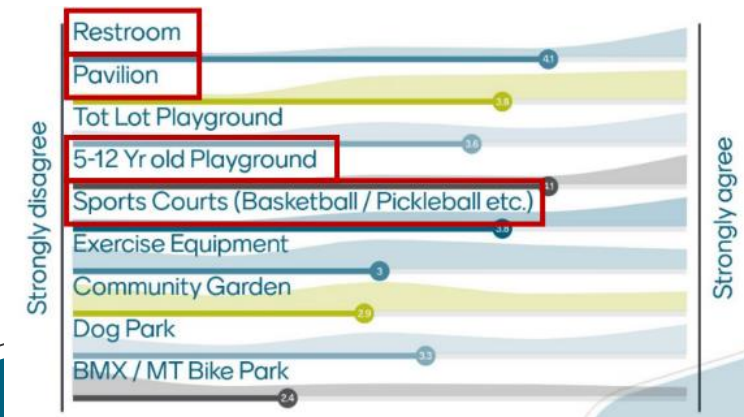 Restroom
4.1
Pavilion
3.8
Tot Lot Playground
3.6
5-12 Yr old Playground
4.1
Sports Courts (Basketball / Pickleball etc.)
3.8
Exercise Equipment
3
Community Garden
2.9
Dog Park
3.3
BMX / MT Bike Park
2.4
Strongly disagree
Strongly agree